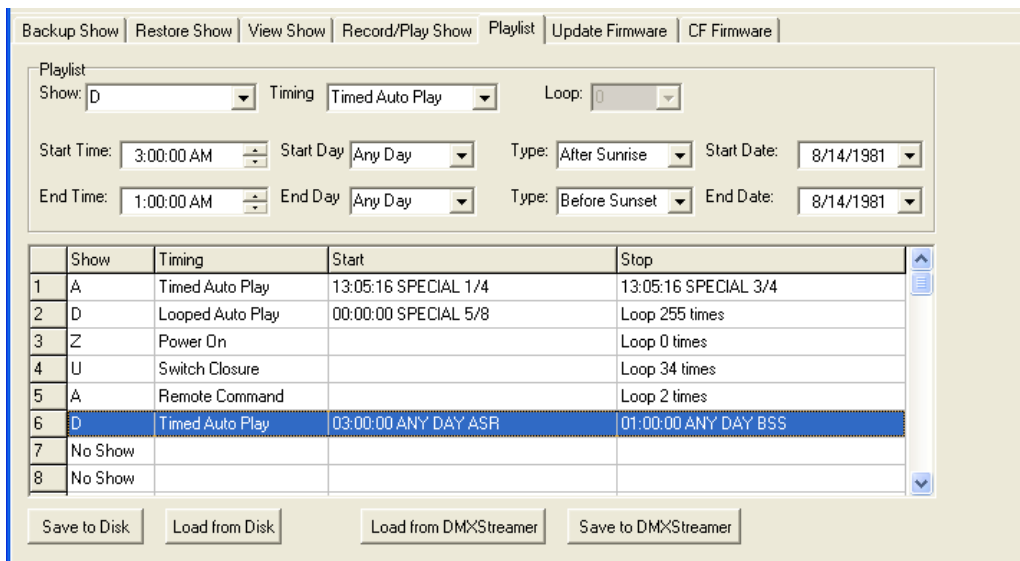 Backup Show Restore Show View Show Record/Play Show Playlist Update Firmware CF Firmware
Playlist
Show: D Timing Timed Auto Play Loop: 0
Start Time: 3:00:00 AM Start Day Any Day Type: After Sunrise Start Date: 8/14/1981
End Time: 1:00:00 AM End Day Any Day Type: Before Sunset End Date: 8/14/1981
Show Timing Start Stop
1 A Timed Auto Play 13:05:16 SPECIAL 1/4 13:05:16 SPECIAL 3/4
2 D Looped Auto Play 00:00:00 SPECIAL 5/8 Loop 255 times
3 Z Power On Loop 0 times
4 U Switch Closure Loop 34 times
5 A Remote Command Loop 2 times
6 D Timed Auto Play 03:00:00 ANY DAY ASR 01:00:00 ANY DAY BSS
7 No Show
8 No Show
Save to Disk Load from Disk Load from DMXStreamer Save to DMXStreamer